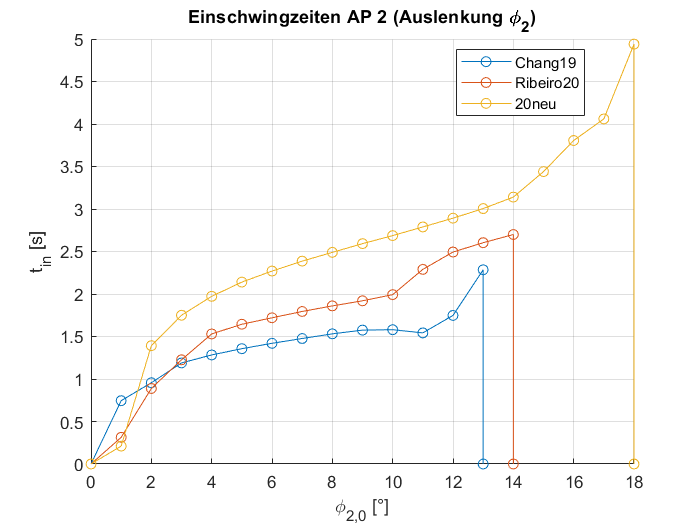 Einschwingzeiten AP 2 (Auslenkung ϕ2)
Chang19
Ribeiro20
20neu
5
4.5
4
3.5
3
2.5
2
1.5
1
0.5
0
tin [s]
0 2 4 6 8 10 12 14 16 18
ϕ2,0 [°]